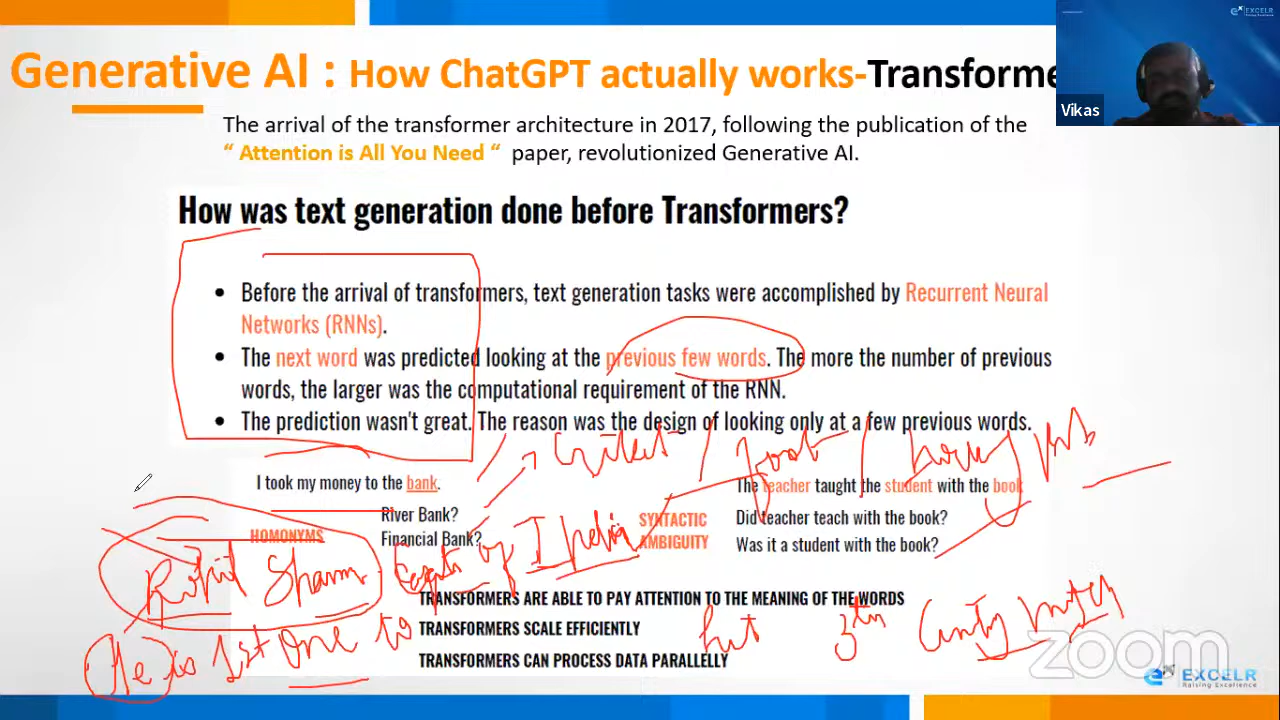 EXCELR
Raising Excellence
Generative AI : How ChatGPT actually works-Transforme
Vikas
The arrival of the transformer architecture in 2017, following the publication of the
“ Attention is All You Need “ paper, revolutionized Generative AI.
How was text generation done before Transformers?
• Before the arrival of transformers, text generation tasks were accomplished by Recurrent Neural
Networks (RNNs).
• The next word was predicted looking at the previous few words. The more the number of previous
words, the larger was the computational requirement of the RNN.
• The prediction wasn't great. The reason was the design of looking only at a few previous words.
Cricket / foot /
I took my money to the bank.
River Bank?
Financial Bank?
HOMONYMS
The teacher taught the student with the book
SYNTACTIC
AMBIGUITY
Did teacher teach with the book?
Was it a student with the book?
Rohit Sharm of India
TRANSFORMERS ARE ABLE TO PAY ATTENTION TO THE MEANING OF THE WORDS
He is 1st one to hit 3
TRANSFORMERS SCALE EFFICIENTLY
TRANSFORMERS CAN PROCESS DATA PARALLELLY
zoom
EXCELR
Raising Excellence